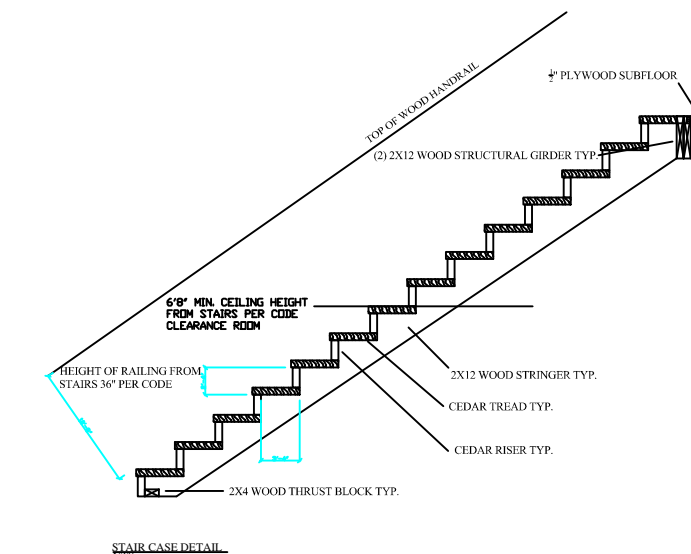 ½" PLYWOOD SUBFLOOR
TOP OF WOOD HANDRAIL
(2) 2X12 WOOD STRUCTURAL GIRDER TYP.
6'8" MIN. CEILING HEIGHT
FROM STAIRS PER CODE
CLEARANCE ROOM
HEIGHT OF RAILING FROM
STAIRS 36" PER CODE
2X12 WOOD STRINGER TYP.
CEDAR TREAD TYP.
CEDAR RISER TYP.
2X4 WOOD THRUST BLOCK TYP.
STAIR CASE DETAIL